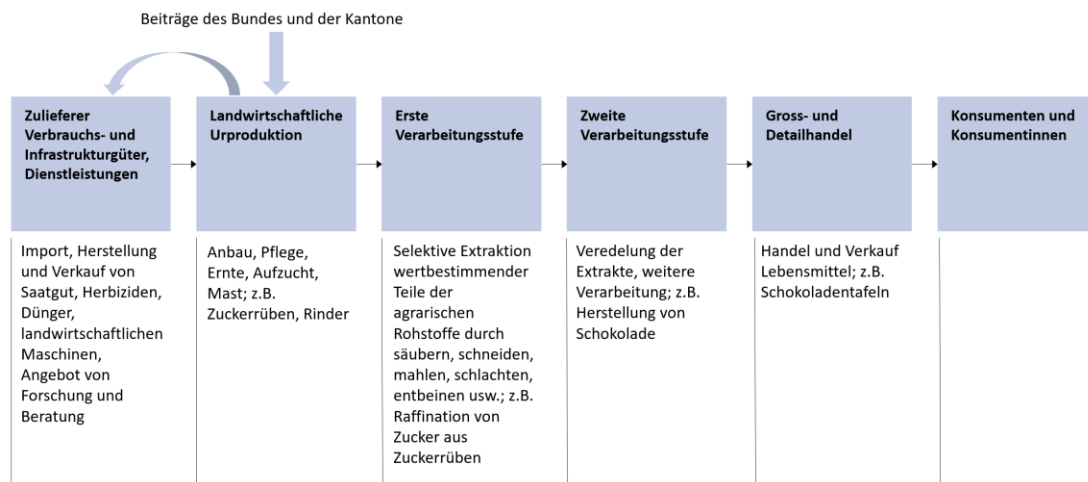 Beiträge des Bundes und der Kantone
Zulieferer
Verbrauchs- und
Infrastrukturgüter,
Dienstleistungen
Landwirtschaftliche
Urproduktion
Erste
Verarbeitungsstufe
Zweite
Verarbeitungsstufe
Gross- und
Detailhandel
Konsumenten und
Konsumentinnen
Import, Herstellung
und Verkauf von
Saatgut, Herbiziden,
Dünger,
landwirtschaftlichen
Maschinen,
Angebot von
Forschung und
Beratung
Anbau, Pflege,
Ernte, Aufzucht,
Mast; z.B.
Zuckerrüben, Rinder
Selektive Extraktion
wertbestimmender
Teile der
agrarischen
Rohstoffe durch
säubern, schneiden,
mahlen, schlachten,
entbeinen usw.; z.B.
Raffination von
Zucker aus
Zuckerrüben
Veredelung der
Extrakte, weitere
Verarbeitung; z.B.
Herstellung von
Schokolade
Handel und Verkauf
Lebensmittel; z.B.
Schokoladentafeln